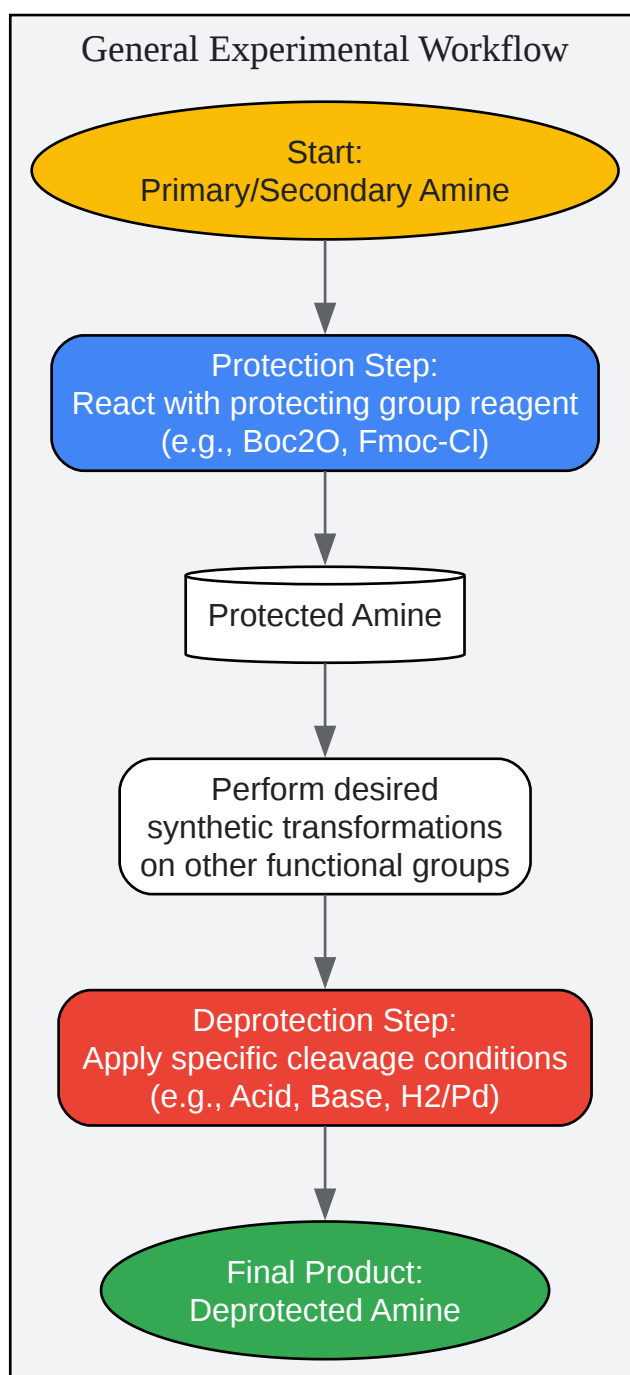 General Experimental Workflow
Start:
Primary/Secondary Amine
Protection Step:
React with protecting group reagent
(e.g., Boc2O, Fmoc-Cl)
Protected Amine
Perform desired
synthetic transformations
on other functional groups
Deprotection Step:
Apply specific cleavage conditions
(e.g., Acid, Base, H2/Pd)
Final Product:
Deprotected Amine